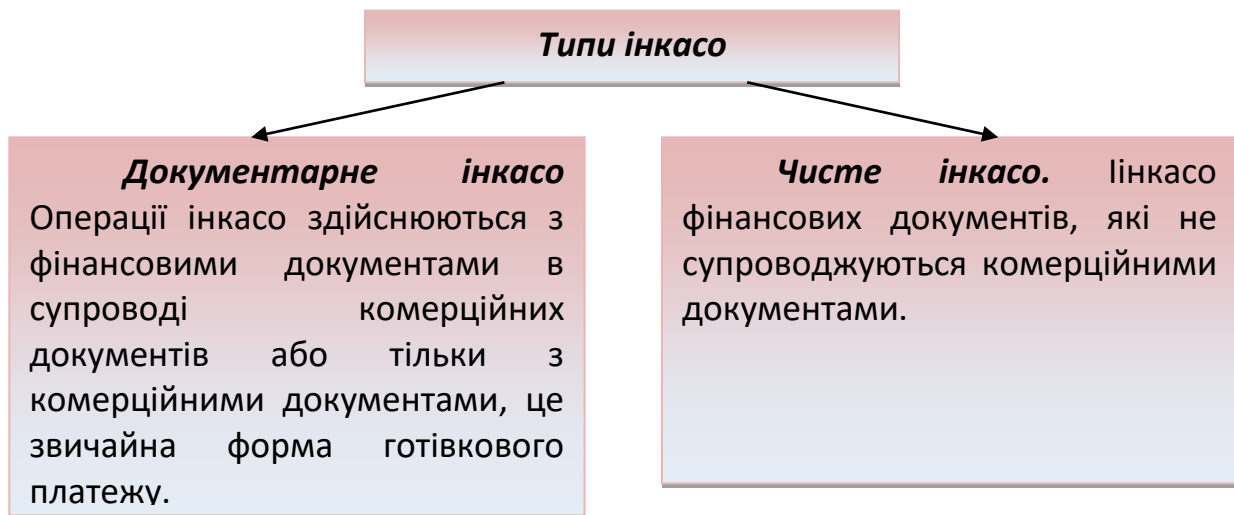 Типи інкасо
Документарне інкасо
Операції інкасо здійснюються з
фінансовими документами в
супроводі комерційних
документів або тільки з
комерційними документами, це
звичайна форма готівкового
платежу.
Чисте інкасо. Іінкасо
фінансових документів, які не
супроводжуються комерційними
документами.